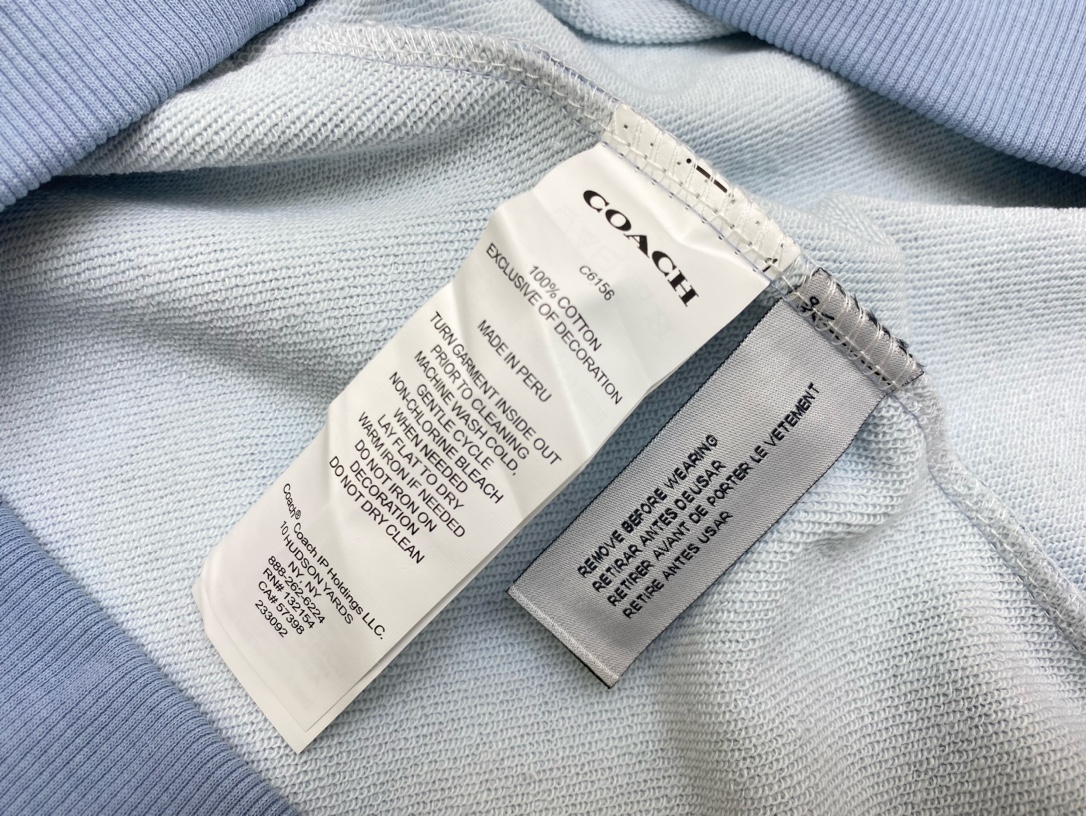 COACH
C6156
100% COTTON
EXCLUSIVE OF DECORATION
MADE IN PERU
TURN GARMENT INSIDE OUT
PRIOR TO CLEANING
MACHINE WASH COLD,
GENTLE CYCLE
NON-CHLORINE BLEACH
WHEN NEEDED
LAY FLAT TO DRY
WARM IRON IF NEEDED
DO NOT IRON ON
DECORATION
DO NOT DRY CLEAN
Coach® Coach IP Holdings LLC.
10 HUDSON YARDS
NY, NY
888-262-6224
RN# 132154
CA# 57398
233092
REMOVE BEFORE WEARING
RETIRAR ANTES DE USAR
RETIRER AVANT DE PORTER LE VETEMENT
RETIRE ANTES USAR